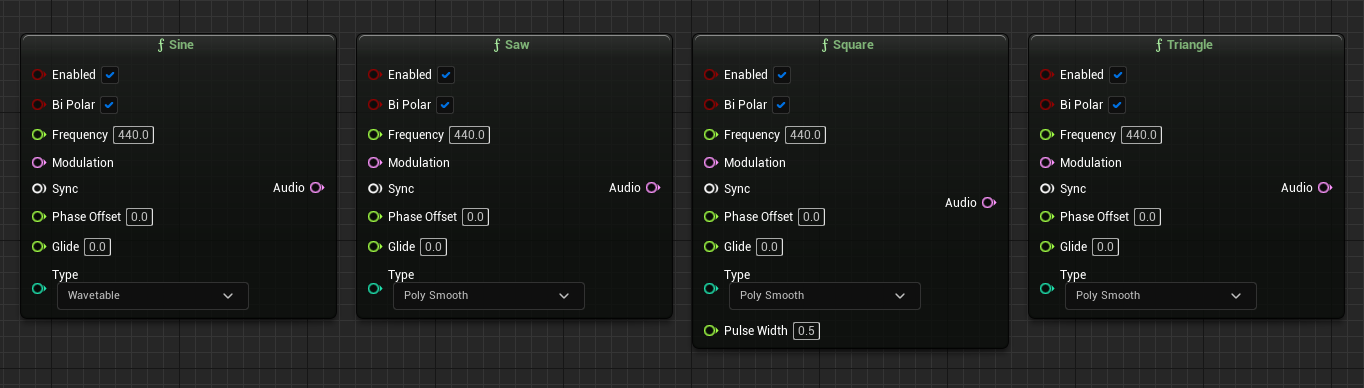 Sine
Enabled
Bi Polar
Frequency 440.0
Modulation
Sync
Audio
Phase Offset 0.0
Glide 0.0
Type
Wavetable
Saw
Enabled
Bi Polar
Frequency 440.0
Modulation
Sync
Audio
Phase Offset 0.0
Glide 0.0
Type
Poly Smooth
Square
Enabled
Bi Polar
Frequency 440.0
Modulation
Sync
Audio
Phase Offset 0.0
Glide 0.0
Type
Poly Smooth
Pulse Width 0.5
Triangle
Enabled
Bi Polar
Frequency 440.0
Modulation
Sync
Audio
Phase Offset 0.0
Glide 0.0
Type
Poly Smooth